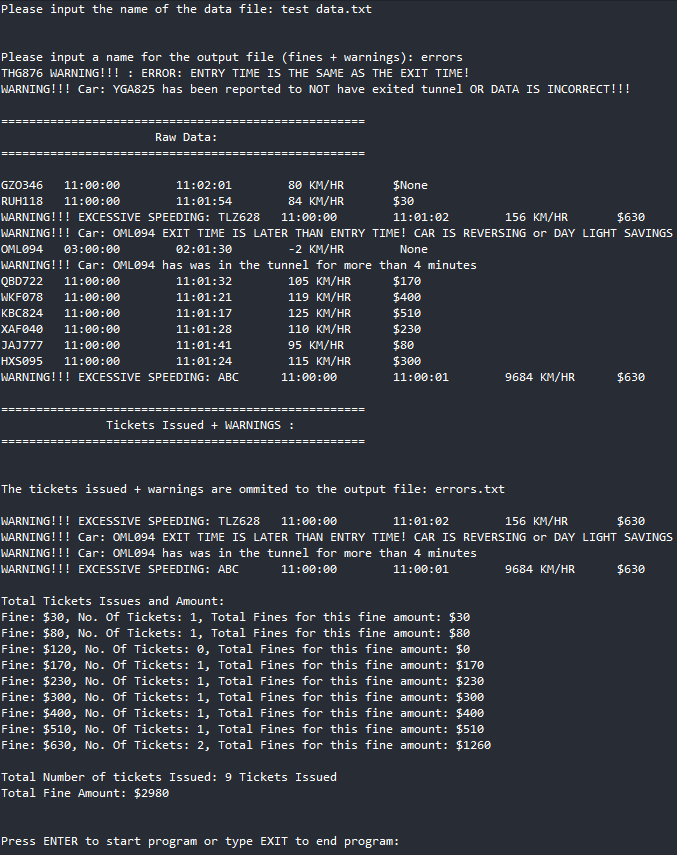 Please input the name of the data file: test data.txt
Please input a name for the output file (fines + warnings): errors
THG876 WARNING!!! : ERROR: ENTRY TIME IS THE SAME AS THE EXIT TIME!
WARNING!!! Car: YGA825 has been reported to NOT have exited tunnel OR DATA IS INCORRECT!!!
====================================================
Raw Data:
====================================================
GZO346 11:00:00 11:02:01 80 KM/HR $None
RUH118 11:00:00 11:01:54 84 KM/HR $30
WARNING!!! EXCESSIVE SPEEDING: TLZ628 11:00:00 11:01:02 156 KM/HR $630
WARNING!!! Car: OML094 EXIT TIME IS LATER THAN ENTRY TIME! CAR IS REVERSING or DAY LIGHT SAVINGS
OML094 03:00:00 02:01:30 -2 KM/HR None
WARNING!!! Car: OML094 has was in the tunnel for more than 4 minutes
QBD722 11:00:00 11:01:32 105 KM/HR $170
WKF078 11:00:00 11:01:21 119 KM/HR $400
KBC824 11:00:00 11:01:17 125 KM/HR $510
XAF040 11:00:00 11:01:28 110 KM/HR $230
JAJ777 11:00:00 11:01:41 95 KM/HR $80
HXS095 11:00:00 11:01:24 115 KM/HR $300
WARNING!!! EXCESSIVE SPEEDING: ABC 11:00:00 11:00:01 9684 KM/HR $630
====================================================
Tickets Issued + WARNINGS :
====================================================
The tickets issued + warnings are ommited to the output file: errors.txt
WARNING!!! EXCESSIVE SPEEDING: TLZ628 11:00:00 11:01:02 156 KM/HR $630
WARNING!!! Car: OML094 EXIT TIME IS LATER THAN ENTRY TIME! CAR IS REVERSING or DAY LIGHT SAVINGS
WARNING!!! Car: OML094 has was in the tunnel for more than 4 minutes
WARNING!!! EXCESSIVE SPEEDING: ABC 11:00:00 11:00:01 9684 KM/HR $630
Total Tickets Issues and Amount:
Fine: $30, No. Of Tickets: 1, Total Fines for this fine amount: $30
Fine: $80, No. Of Tickets: 1, Total Fines for this fine amount: $80
Fine: $120, No. Of Tickets: 0, Total Fines for this fine amount: $0
Fine: $170, No. Of Tickets: 1, Total Fines for this fine amount: $170
Fine: $230, No. Of Tickets: 1, Total Fines for this fine amount: $230
Fine: $300, No. Of Tickets: 1, Total Fines for this fine amount: $300
Fine: $400, No. Of Tickets: 1, Total Fines for this fine amount: $400
Fine: $510, No. Of Tickets: 1, Total Fines for this fine amount: $510
Fine: $630, No. Of Tickets: 2, Total Fines for this fine amount: $1260
Total Number of tickets Issued: 9 Tickets Issued
Total Fine Amount: $2980
Press ENTER to start program or type EXIT to end program: